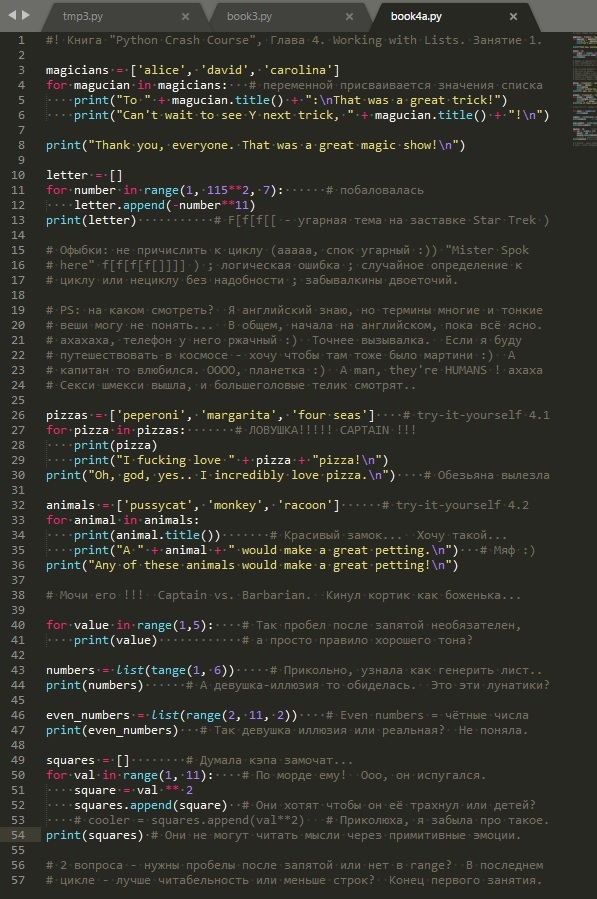 tmp3.py × book3.py × book4a.py ×
1 #! Книга "Python Crash Course", Глава 4. Working with Lists. Занятие 1.
2
3 magicians = ['alice', 'david', 'carolina']
4 for magucian in magicians: # переменной присваивается значения списка
5 print("To " + magucian.title() + ":\nThat was a great trick!")
6 print("Can't wait to see Y next trick, " + magucian.title() + "!\n")
7
8 print("Thank you, everyone. That was a great magic show!\n")
9
10 letter = []
11 for number in range(1, 115**2, 7): # побаловалась
12 letter.append(-number**11)
13 print(letter) # F[f[f[[ - угарная тема на заставке Star Trek )
14
15 # Офыбки: не причислить к циклу (ааааа, спок угарный :)) "Mister Spok
16 # here" f[f[f[f[]]]] ) ; логическая ошибка ; случайное определение к
17 # циклу или нециклу без надобности ; забывалкины двоеточий.
18
19 # PS: на каком смотреть? Я английский знаю, но термины многие и тонкие
20 # веши могу не понять... В общем, начала на английском, пока всё ясно.
21 # ахахаха, телефон у него ржачный :) Точнее вызывалка. Если я буду
22 # путешествовать в космосе - хочу чтобы там тоже было мартини :) А
23 # капитан то влюбился. ОООО, планетка :) A man, they're HUMANS ! ахаха
24 # Секси шмекси вышла, и большеголовые телик смотрят..
25
26 pizzas = ['peperoni', 'margarita', 'four seas'] # try-it-yourself 4.1
27 for pizza in pizzas: # ЛОВУШКА!!!!! CAPTAIN !!!
28 print(pizza)
29 print("I fucking love " + pizza + "pizza!\n")
30 print("Oh, god, yes.. I incredibly love pizza.\n") # Обезьяна вылезла
31
32 animals = ['pussycat', 'monkey', 'racoon'] # try-it-yourself 4.2
33 for animal in animals:
34 print(animal.title()) # Красивый замок... Хочу такой...
35 print("A " + animal + " would make a great petting.\n") # Мяф :)
36 print("Any of these animals would make a great petting!\n")
37
38 # Мочи его !!! Captain vs. Barbarian. Кинул кортик как боженька...
39
40 for value in range(1,5): # Так пробел после запятой необязателен,
41 print(value) # а просто правило хорошего тона?
42
43 numbers = list(tange(1, 6)) # Прикольно, узнала как генерить лист..
44 print(numbers) # А девушка-иллюзия то обиделась. Это эти лунатики?
45
46 even_numbers = list(range(2, 11, 2)) # Even numbers = чётные числа
47 print(even_numbers) # Так девушка иллюзия или реальная? Не поняла.
48
49 squares = [] # Думала кэпа замочат...
50 for val in range(1, 11): # По морде ему! Ооо, он испугался.
51 square = val ** 2
52 squares.append(square) # Они хотят чтобы он её трахнул или детей?
53 # cooler = squares.append(val**2) # Приколюха, я забыла про такое.
54 print(squares) # Они не могут читать мысли через примитивные эмоции.
55
56 # 2 вопроса - нужны пробелы после запятой или нет в range? В последнем
57 # цикле - лучше читабельность или меньше строк? Конец первого занятия.